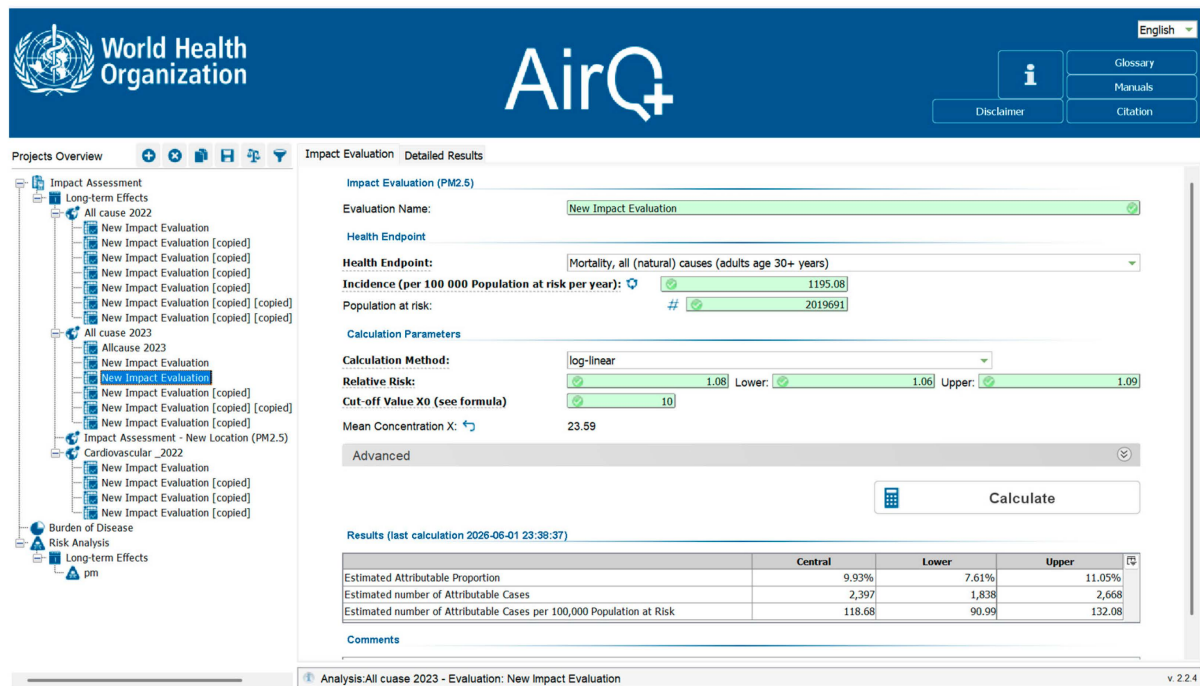 World Health
Organization
AirQ+
English
i
Glossary
Manuals
Disclaimer
Citation
Projects Overview
Impact Assessment
Long-term Effects
All cause 2022
New Impact Evaluation
New Impact Evaluation [copied]
New Impact Evaluation [copied]
New Impact Evaluation [copied]
New Impact Evaluation [copied]
New Impact Evaluation [copied] [copied]
New Impact Evaluation [copied] [copied]
All cuase 2023
Allcause 2023
New Impact Evaluation
New Impact Evaluation
New Impact Evaluation [copied]
New Impact Evaluation [copied] [copied]
New Impact Evaluation [copied]
Impact Assessment - New Location (PM2.5)
Cardiovascular _2022
New Impact Evaluation
New Impact Evaluation [copied]
New Impact Evaluation [copied]
New Impact Evaluation [copied]
Burden of Disease
Risk Analysis
Long-term Effects
pm
Impact Evaluation Detailed Results
Impact Evaluation (PM2.5)
Evaluation Name: New Impact Evaluation
Health Endpoint
Health Endpoint: Mortality, all (natural) causes (adults age 30+ years)
Incidence (per 100 000 Population at risk per year): 1195.08
Population at risk: # 2019691
Calculation Parameters
Calculation Method: log-linear
Relative Risk: 1.08 Lower: 1.06 Upper: 1.09
Cut-off Value X0 (see formula) 10
Mean Concentration X: 23.59
Advanced
Calculate
Results (last calculation 2026-06-01 23:38:37)
Central Lower Upper
Estimated Attributable Proportion 9.93% 7.61% 11.05%
Estimated number of Attributable Cases 2,397 1,838 2,668
Estimated number of Attributable Cases per 100,000 Population at Risk 118.68 90.99 132.08
Comments
Analysis:All cuase 2023 - Evaluation: New Impact Evaluation
v. 2.2.4